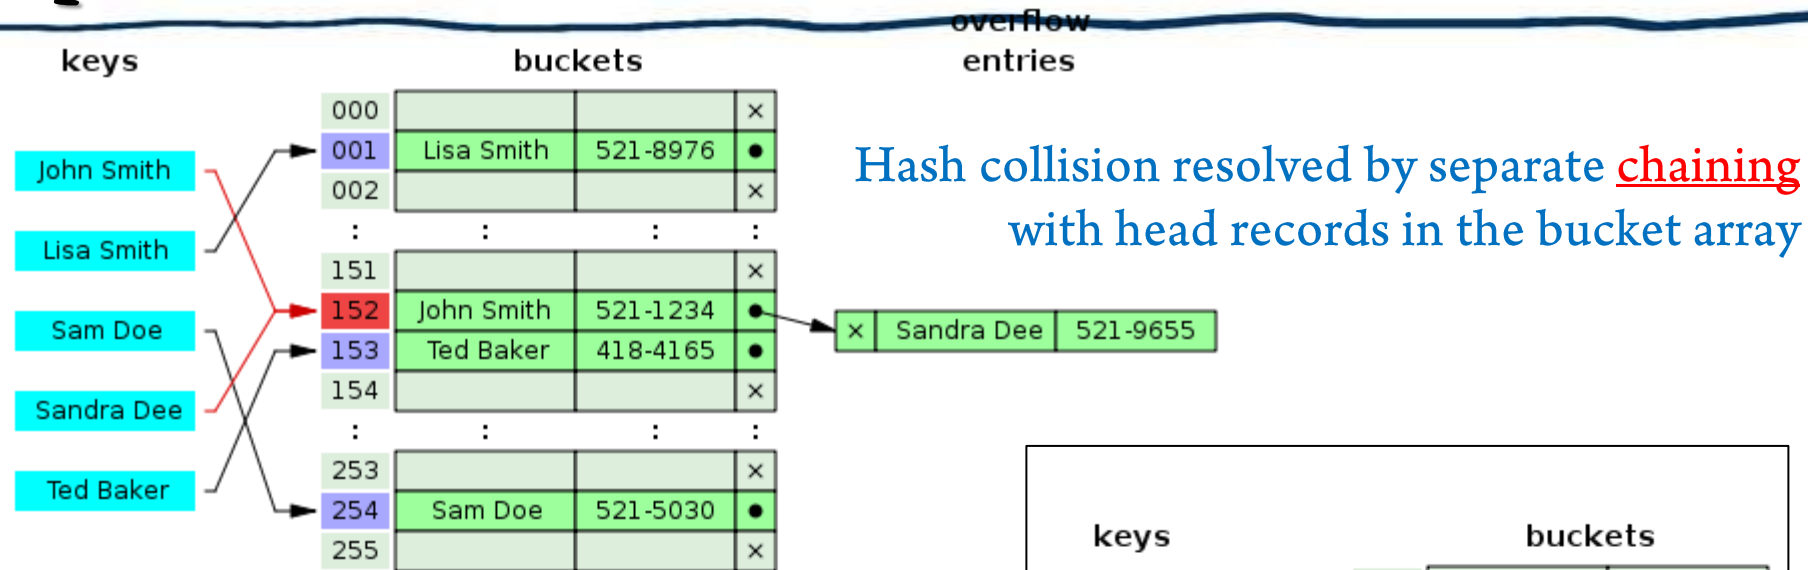 overflow
keys buckets entries
000 ×
001 Lisa Smith 521-8976 ●
002 ×
: : : :
151 ×
152 John Smith 521-1234 ●
153 Ted Baker 418-4165 ●
154 ×
: : : :
253 ×
254 Sam Doe 521-5030 ●
255 ×
John Smith
Lisa Smith
Sam Doe
Sandra Dee
Ted Baker
× Sandra Dee 521-9655
Hash collision resolved by separate chaining
with head records in the bucket array
keys buckets